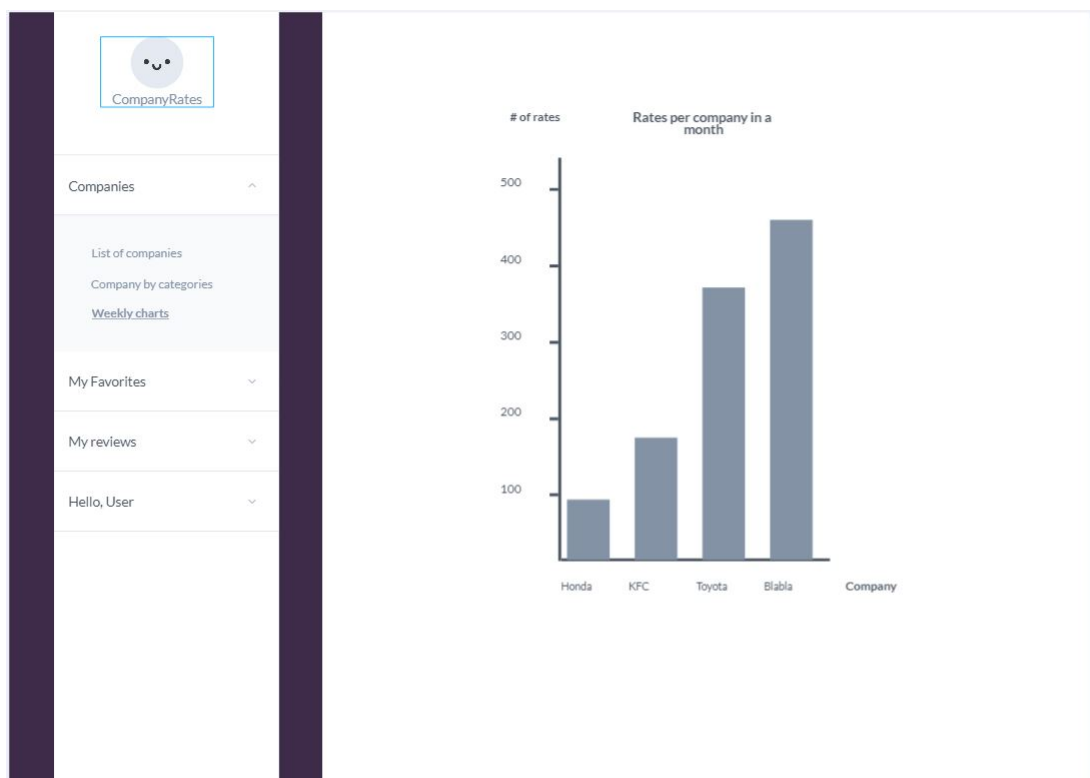 CompanyRates
Companies
List of companies
Company by categories
Weekly charts
My Favorites
My reviews
Hello, User
# of rates
Rates per company in a
month
500
400
300
200
100
Honda
KFC
Toyota
Blabla
Company